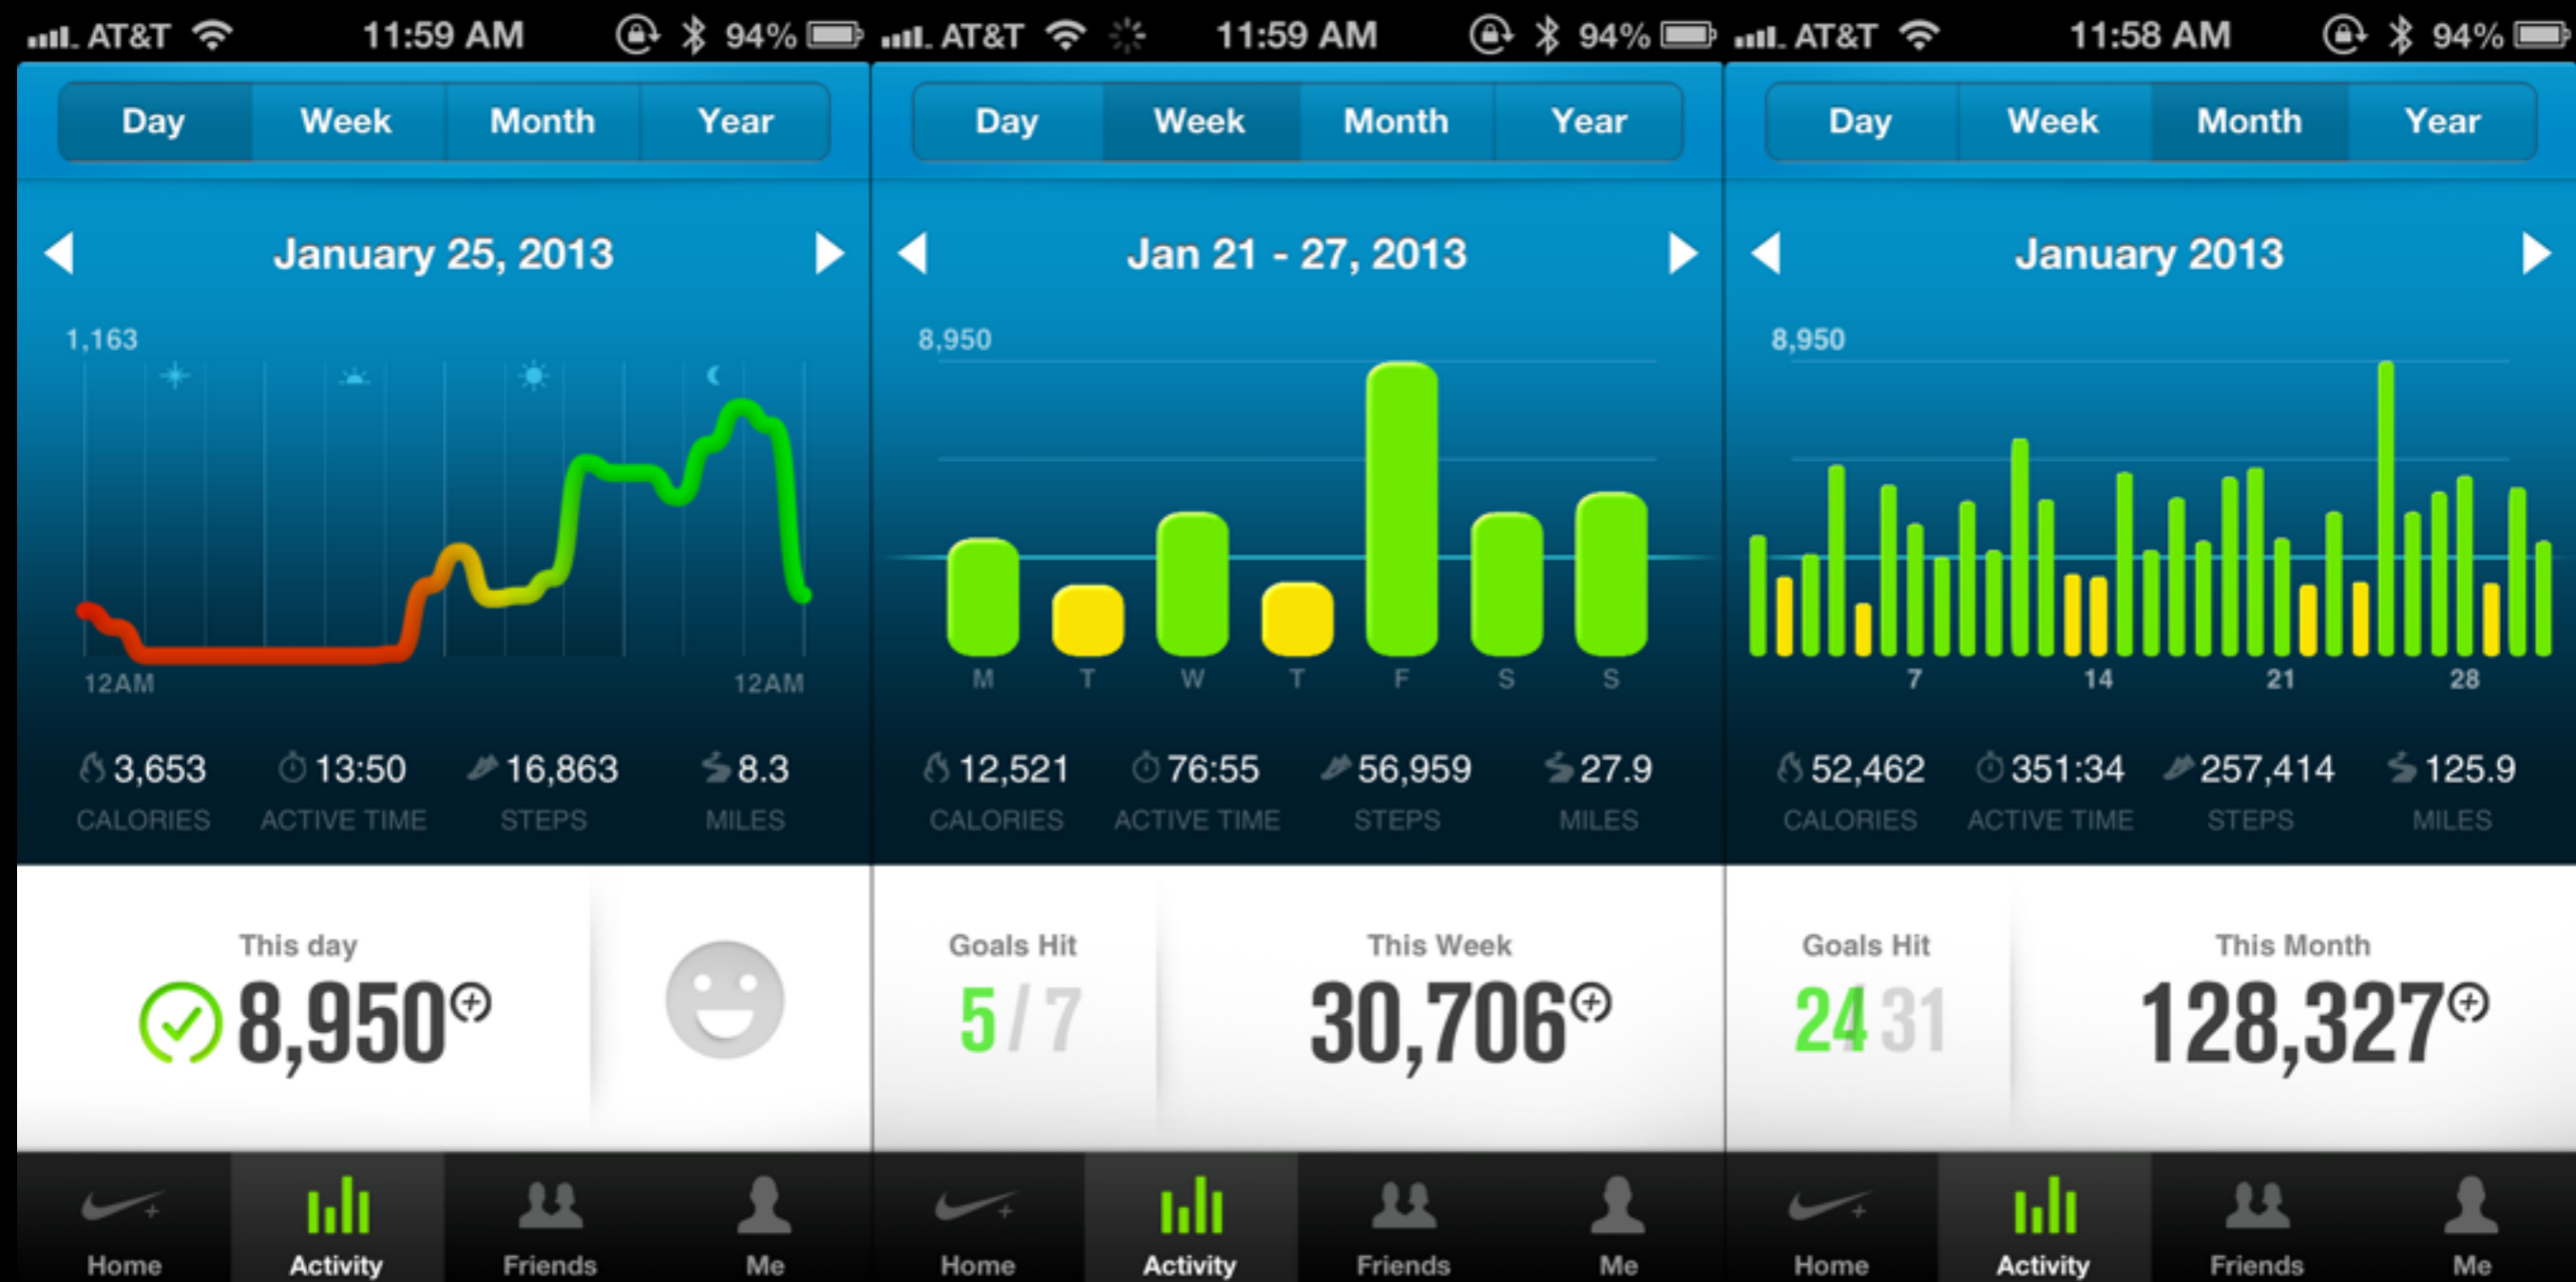 AT&T 11:59 AM 94%
Day Week Month Year
January 25, 2013
1,163
12AM 12AM
3,653 13:50 16,863 8.3
CALORIES ACTIVE TIME STEPS MILES
This day
8,950
Home Activity Friends Me
AT&T 11:59 AM 94%
Day Week Month Year
Jan 21 - 27, 2013
8,950
M T W T F S S
12,521 76:55 56,959 27.9
CALORIES ACTIVE TIME STEPS MILES
Goals Hit This Week
5/7 30,706
Home Activity Friends Me
AT&T 11:58 AM 94%
Day Week Month Year
January 2013
8,950
7 14 21 28
52,462 351:34 257,414 125.9
CALORIES ACTIVE TIME STEPS MILES
Goals Hit This Month
24/31 128,327
Home Activity Friends Me